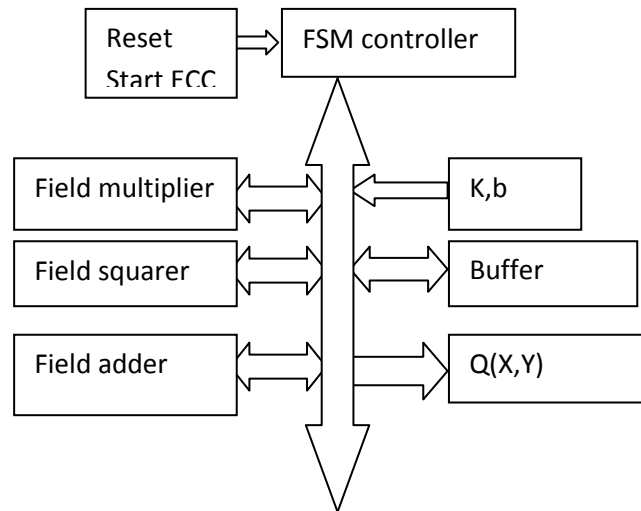 Reset
FSM controller
Start ECC
Field multiplier
K,b
Field squarer
Buffer
Field adder
Q(X,Y)